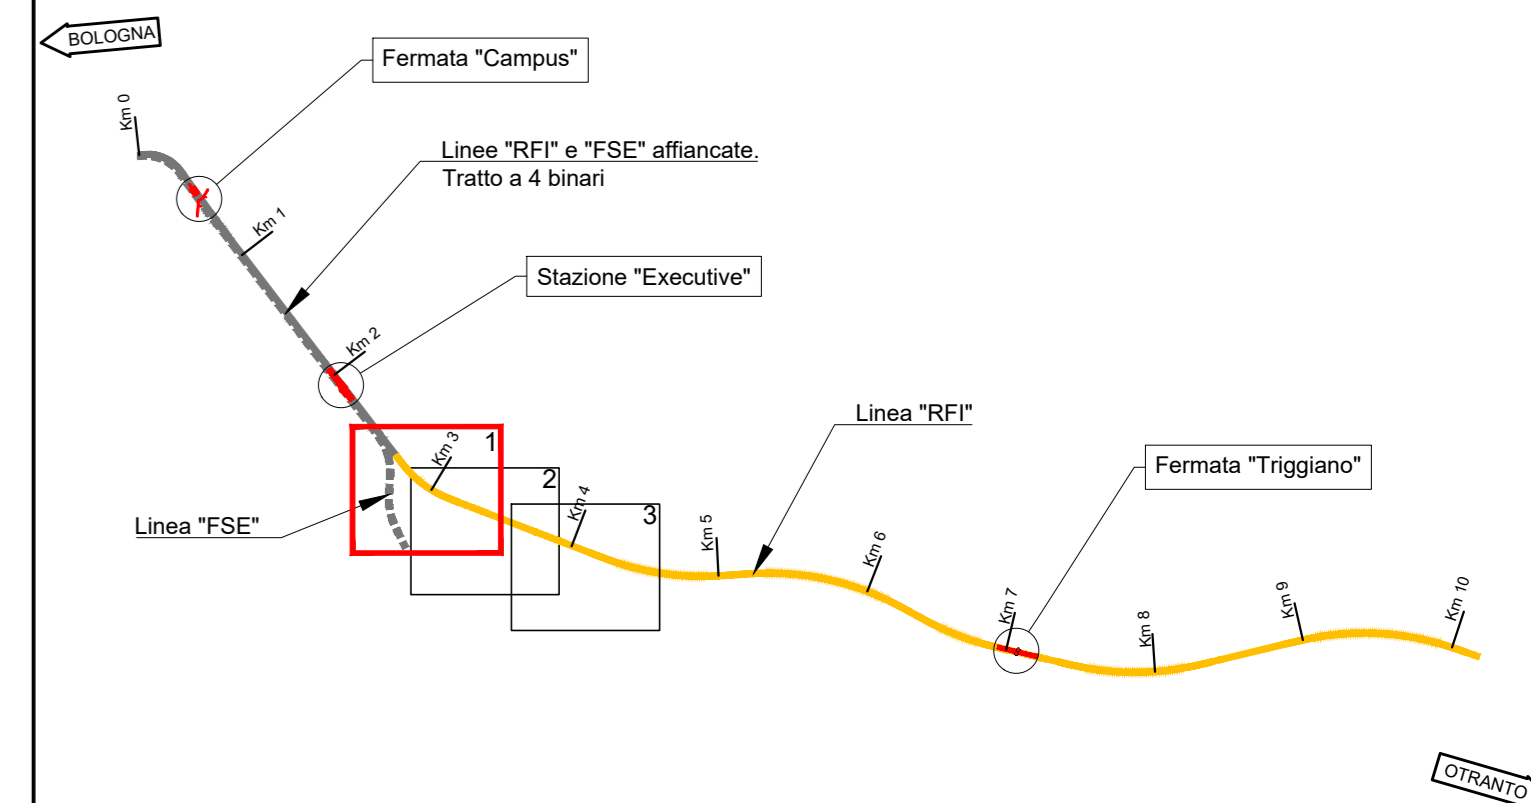 BOLOGNA
Fermata "Campus"
Km 0
Linee "RFI" e "FSE" affiancate.
Tratto a 4 binari
Km 1
Stazione "Executive"
Km 2
Linea "RFI"
1
Km 3
Fermata "Triggiano"
2
Km 4
3
Linea "FSE"
Km 5
Km 6
Km 7
Km 8
Km 9
Km 10
OTRANTO